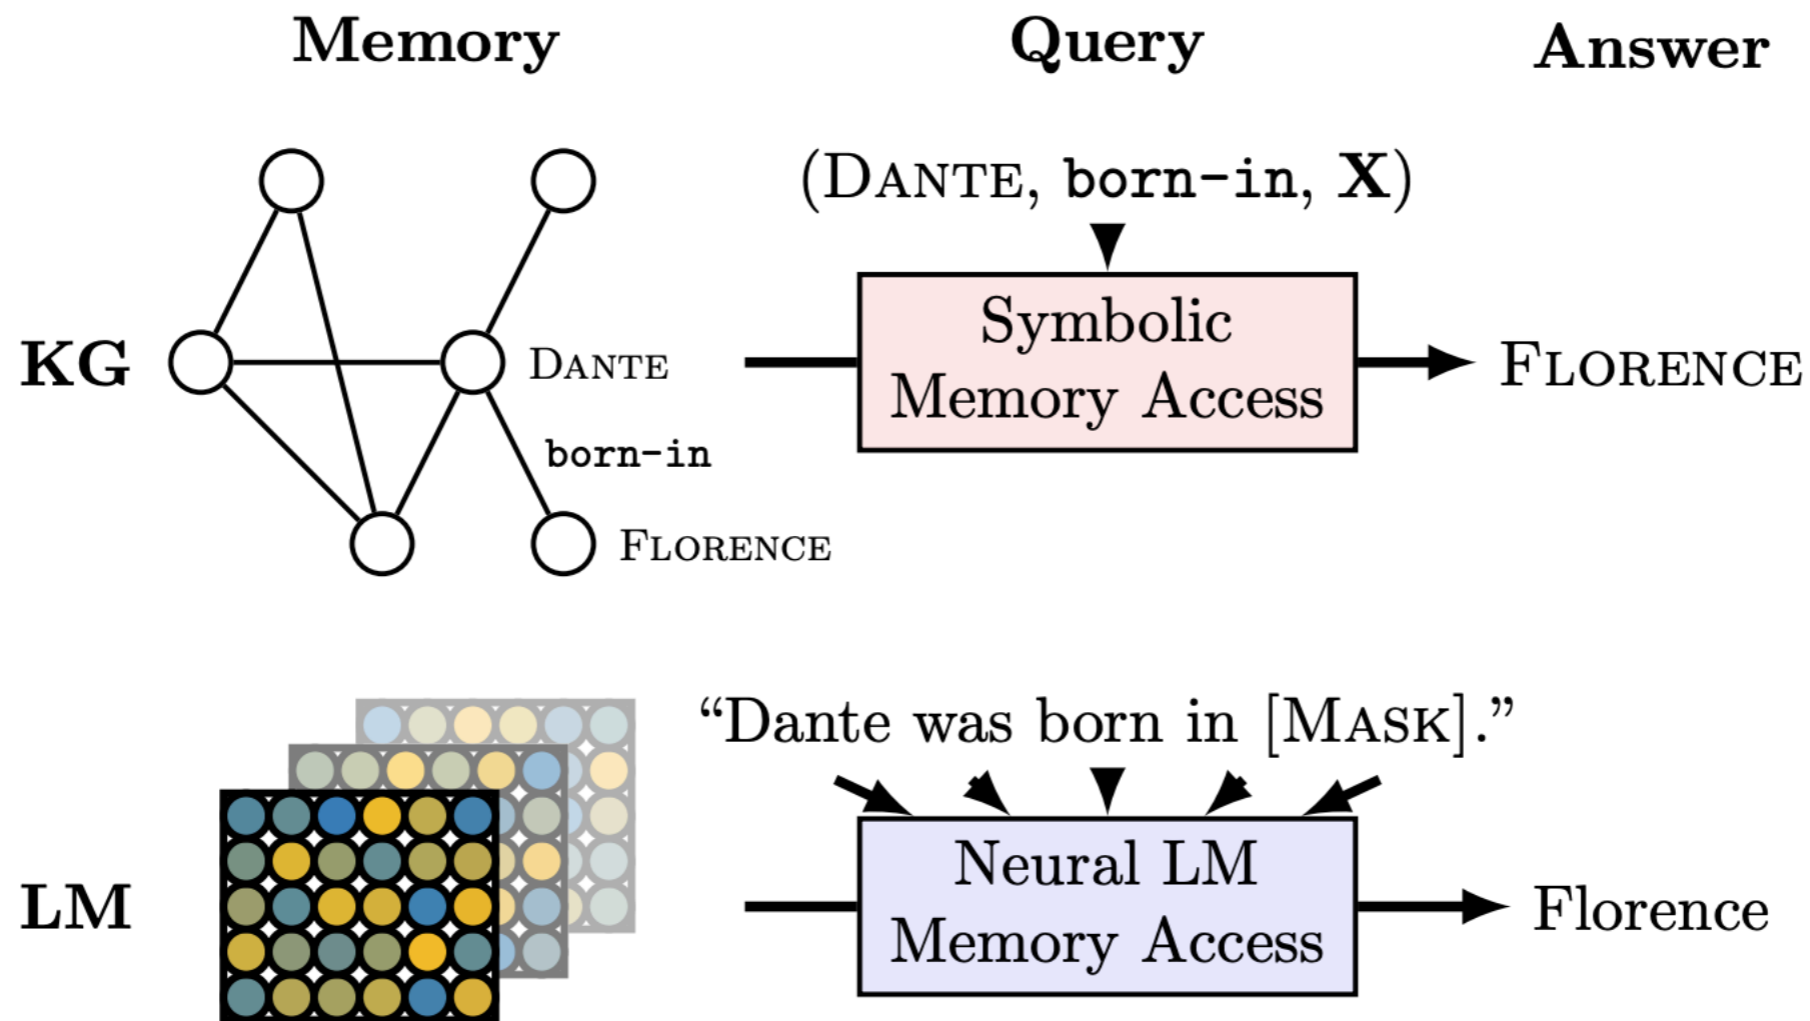 Memory
Query
Answer
(DANTE, born-in, X)
KG
DANTE
born-in
FLORENCE
Symbolic
Memory Access
FLORENCE
“Dante was born in [MASK].”
LM
Neural LM
Memory Access
Florence